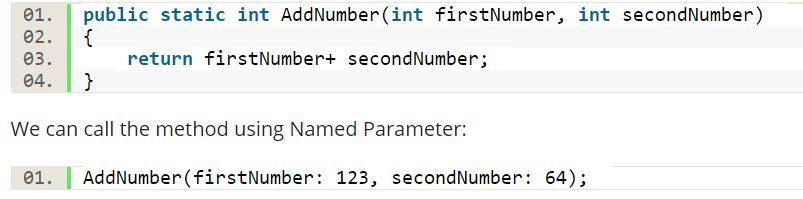 01. public static int AddNumber(int firstNumber, int secondNumber)
02. {
03.     return firstNumber+ secondNumber;
04. }
We can call the method using Named Parameter:
01. AddNumber(firstNumber: 123, secondNumber: 64);